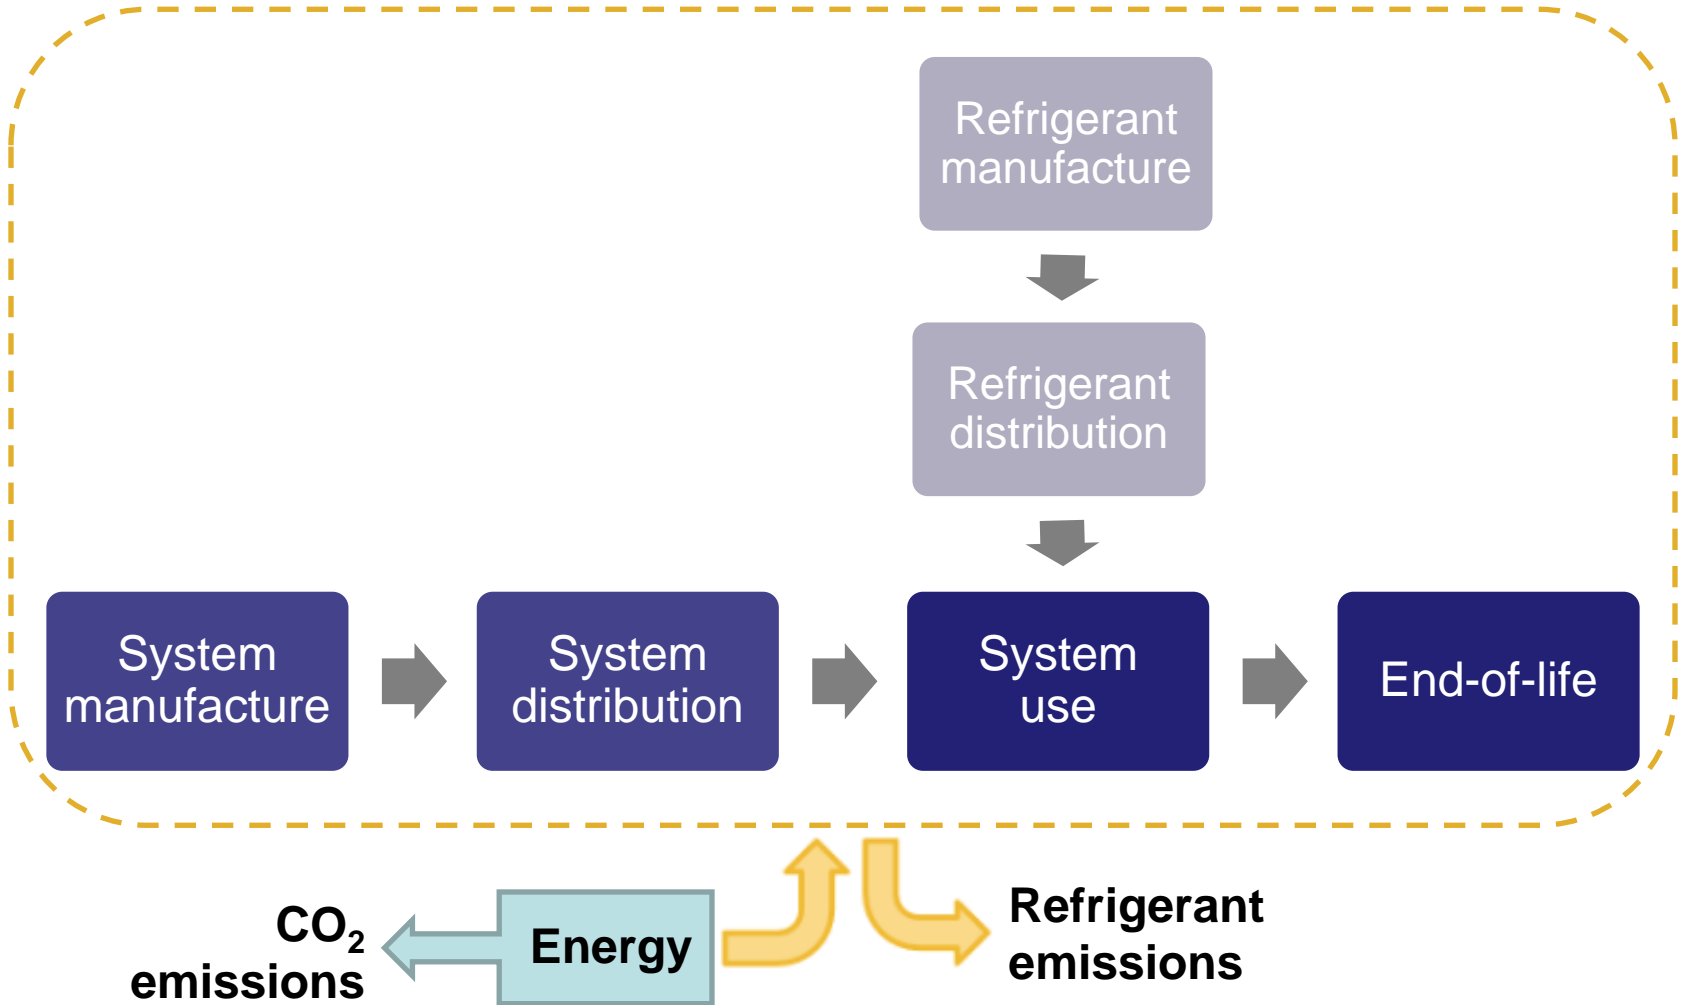 Refrigerant
manufacture
Refrigerant
distribution
System
manufacture
System
distribution
System
use
End-of-life
CO₂
emissions
Energy
Refrigerant
emissions